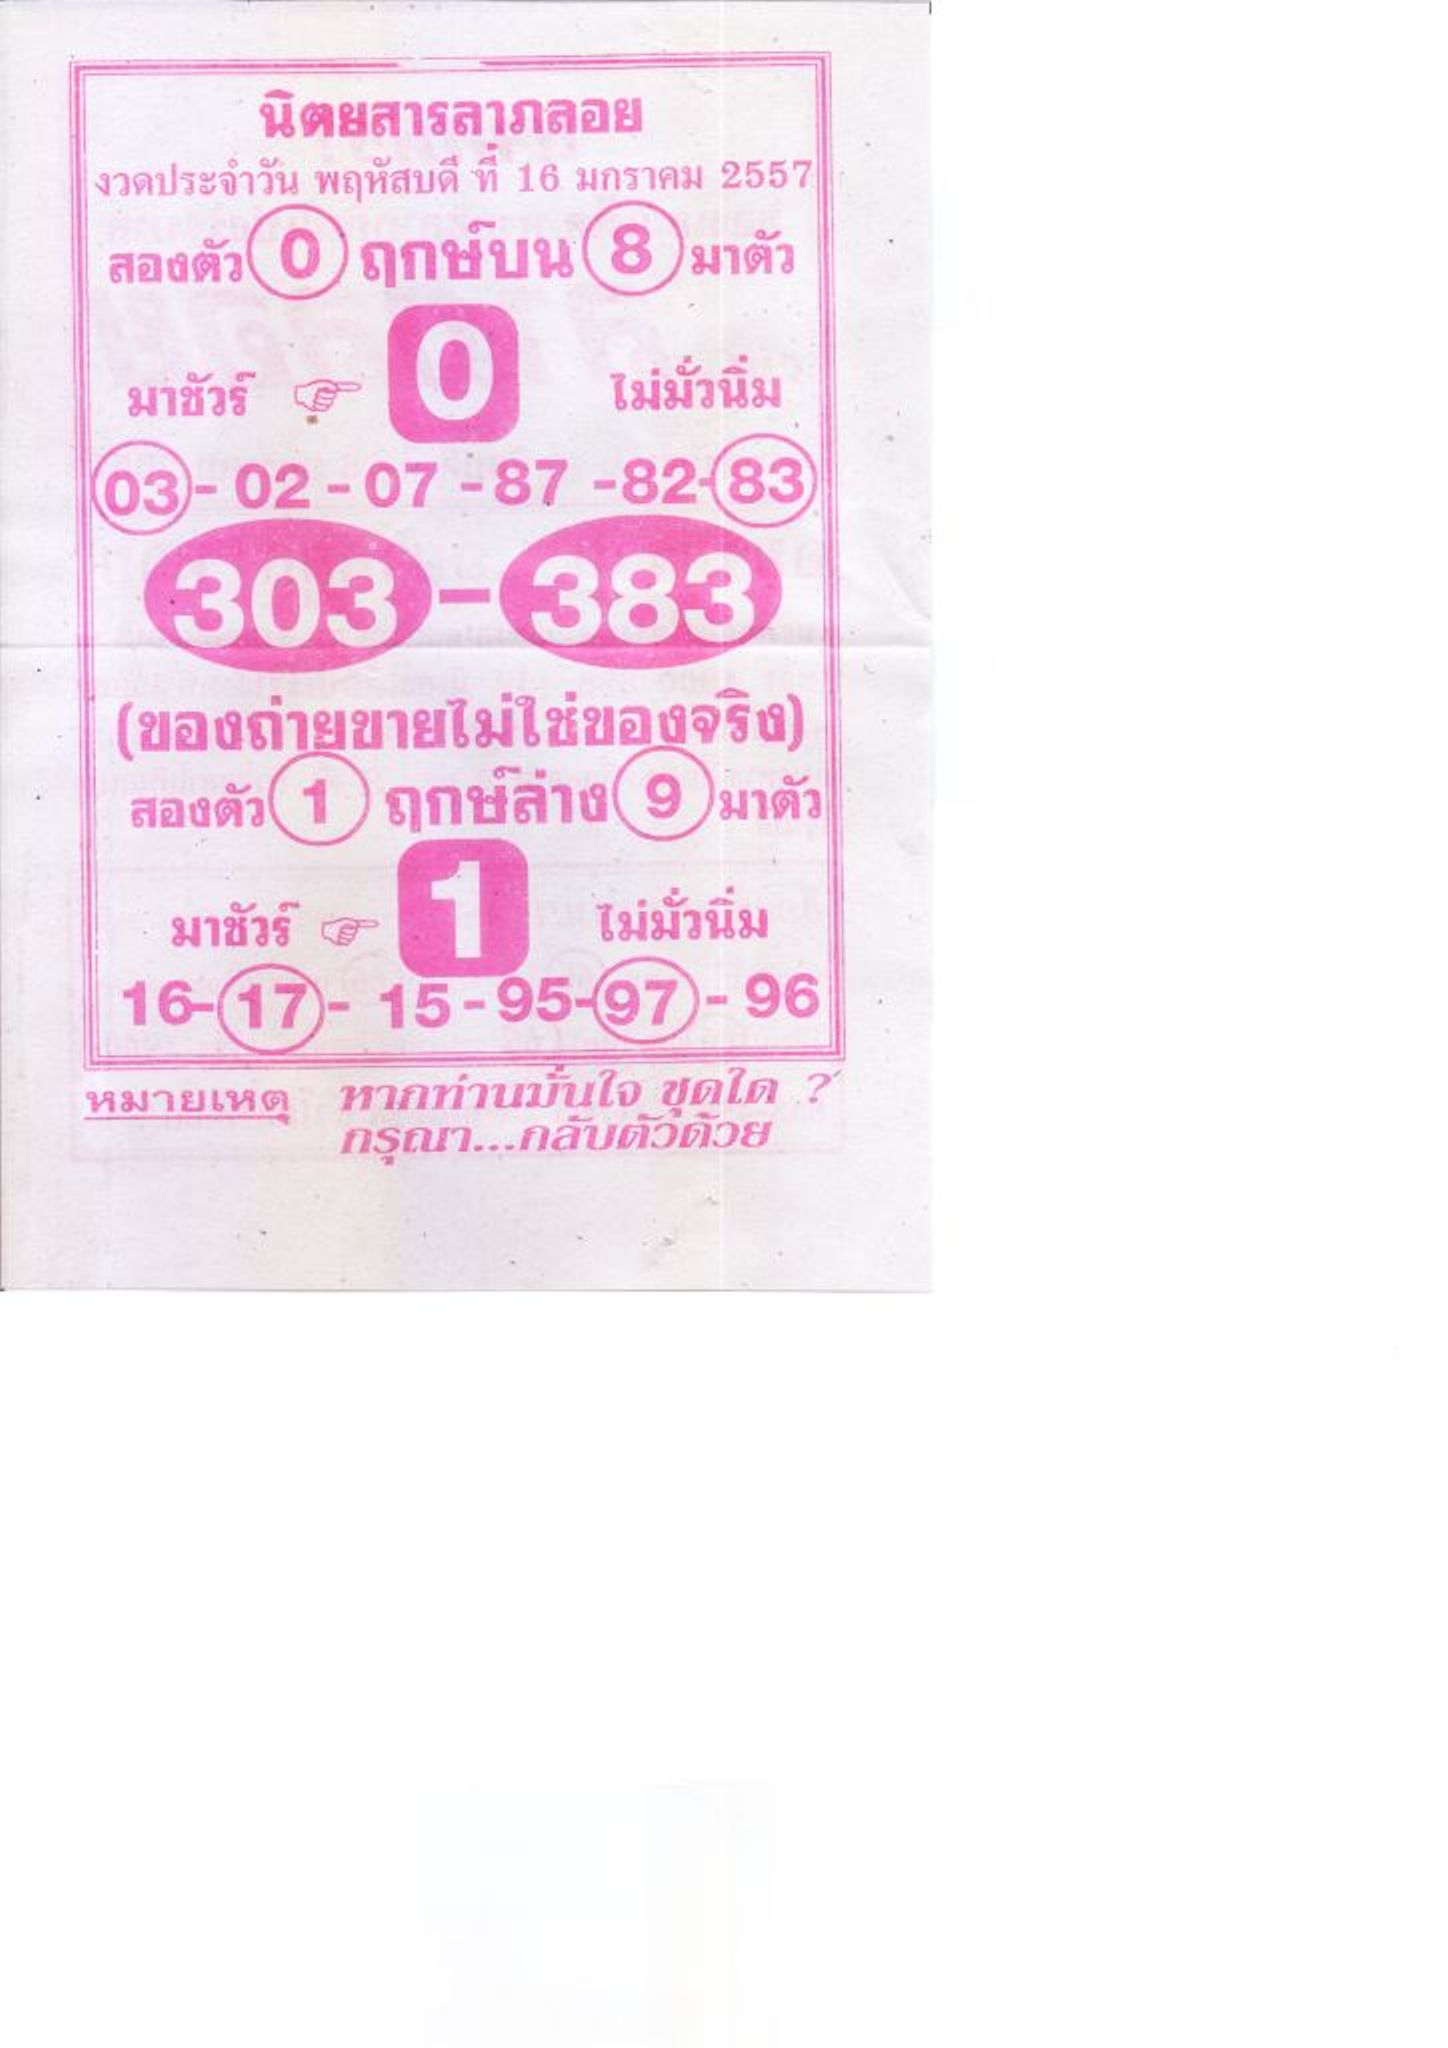 นิตยสารลาภลอย
งวดประจำวัน พฤหัสบดี ที่ 16 มกราคม 2557
สองตัว 0 ฤกษ์บน 8 มาตัว
0
มาชัวร์ ไม่มั่วนิ่ม
03 - 02 - 07 - 87 - 82 - 83
303 - 383
(ของถ่ายขายไม่ใช่ของจริง)
สองตัว 1 ฤกษ์ล่าง 9 มาตัว
1
มาชัวร์ ไม่มั่วนิ่ม
16 - 17 - 15 - 95 - 97 - 96
หมายเหตุ หากท่านมั่นใจ ชุดใด ?
กรุณา...กลับตัวด้วย